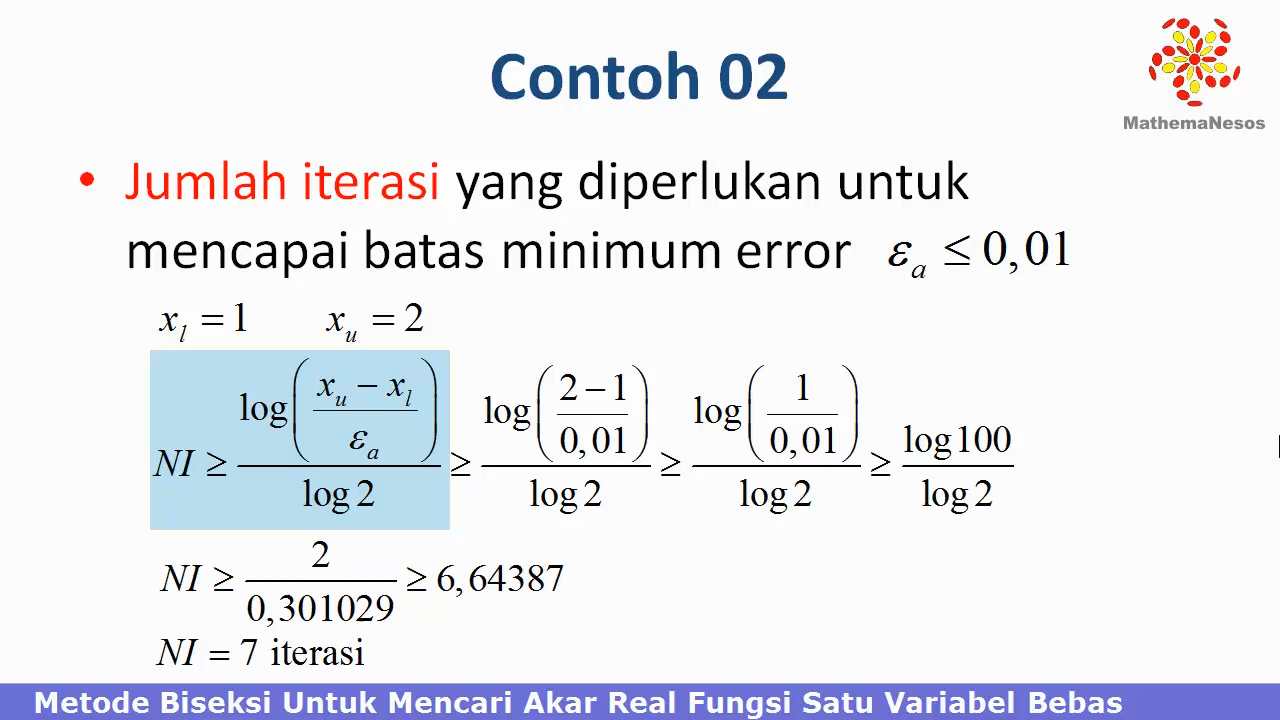 Contoh 02
MathemaNesos
• Jumlah iterasi yang diperlukan untuk
mencapai batas minimum error ε_a ≤ 0,01
x_l = 1 x_u = 2
NI ≥ log((x_u − x_l)/ε_a)/log 2 ≥ log((2 − 1)/0,01)/log 2 ≥ log(1/0,01)/log 2 ≥ log100/log 2
NI ≥ 2/0,301029 ≥ 6,64387
NI = 7 iterasi
Metode Biseksi Untuk Mencari Akar Real Fungsi Satu Variabel Bebas